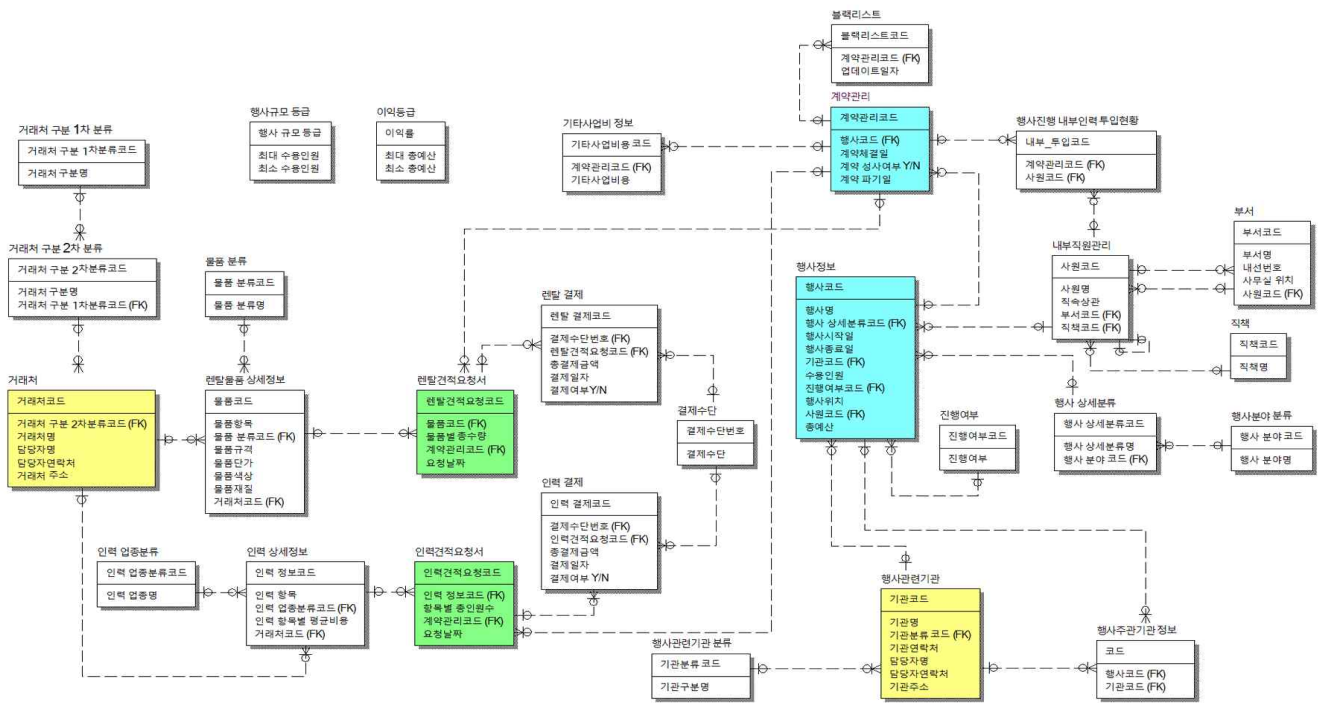 블랙리스트
블랙리스트코드
계약관리코드 (FK)
업데이트일자
계약관리
계약관리코드
행사코드 (FK)
계약체결일
계약 성사여부 Y/N
계약 파기일
행사진행 내부인력 투입현황
내부_투입코드
계약관리코드 (FK)
사원코드 (FK)
기타사업비 정보
기타사업비용 코드
계약관리코드 (FK)
기타사업비용
행사규모 등급
행사 규모 등급
최대 수용인원
최소 수용인원
이익등급
이익률
최대 총예산
최소 총예산
거래처 구분 1차 분류
거래처 구분 1차분류코드
거래처 구분명
거래처 구분 2차 분류
거래처 구분 2차분류코드
거래처 구분명
거래처 구분 1차분류코드 (FK)
물품 분류
물품 분류코드
물품 분류명
부서
부서코드
부서명
내선번호
사무실 위치
사원코드 (FK)
내부직원관리
사원코드
사원명
직속상관
부서코드 (FK)
직책코드 (FK)
직책
직책코드
직책명
행사정보
행사코드
행사명
행사 상세분류코드 (FK)
행사시작일
행사종료일
기관코드 (FK)
수용인원
진행여부코드 (FK)
행사위치
사원코드 (FK)
총예산
렌탈 결제
렌탈 결제코드
결제수단번호 (FK)
렌탈견적요청코드 (FK)
총결제금액
결제일자
결제여부Y/N
거래처
거래처코드
거래처 구분 2차분류코드(FK)
거래처명
담당자명
담당자연락처
거래처 주소
렌탈물품 상세정보
물품코드
물품항목
물품 분류코드 (FK)
물품규격
물품단가
물품색상
물품재질
거래처코드 (FK)
렌탈견적요청서
렌탈견적요청코드
물품코드 (FK)
물품별총수량
계약관리코드 (FK)
요청날짜
결제수단
결제수단번호
결제수단
진행여부
진행여부코드
진행여부
행사 상세분류
행사 상세분류코드
행사 상세분류명
행사 분야 코드 (FK)
행사분야 분류
행사 분야 코드
행사 분야명
인력 결제
인력 결제코드
결제수단번호 (FK)
인력견적요청코드 (FK)
총결제금액
결제일자
결제여부 Y/N
인력 업종분류
인력 업종분류코드
인력 업종명
인력 상세정보
인력 정보코드
인력 항목
인력 업종분류코드 (FK)
인력 항목별 평균비용
거래처코드 (FK)
인력견적요청서
인력견적요청코드
인력 정보코드 (FK)
항목별 총인원수
계약관리코드 (FK)
요청날짜
행사관련기관 분류
기관분류 코드
기관구분명
행사관련기관
기관코드
기관명
기관분류 코드 (FK)
기관연락처
담당자명
담당자연락처
기관주소
행사주관기관 정보
코드
행사코드 (FK)
기관코드 (FK)